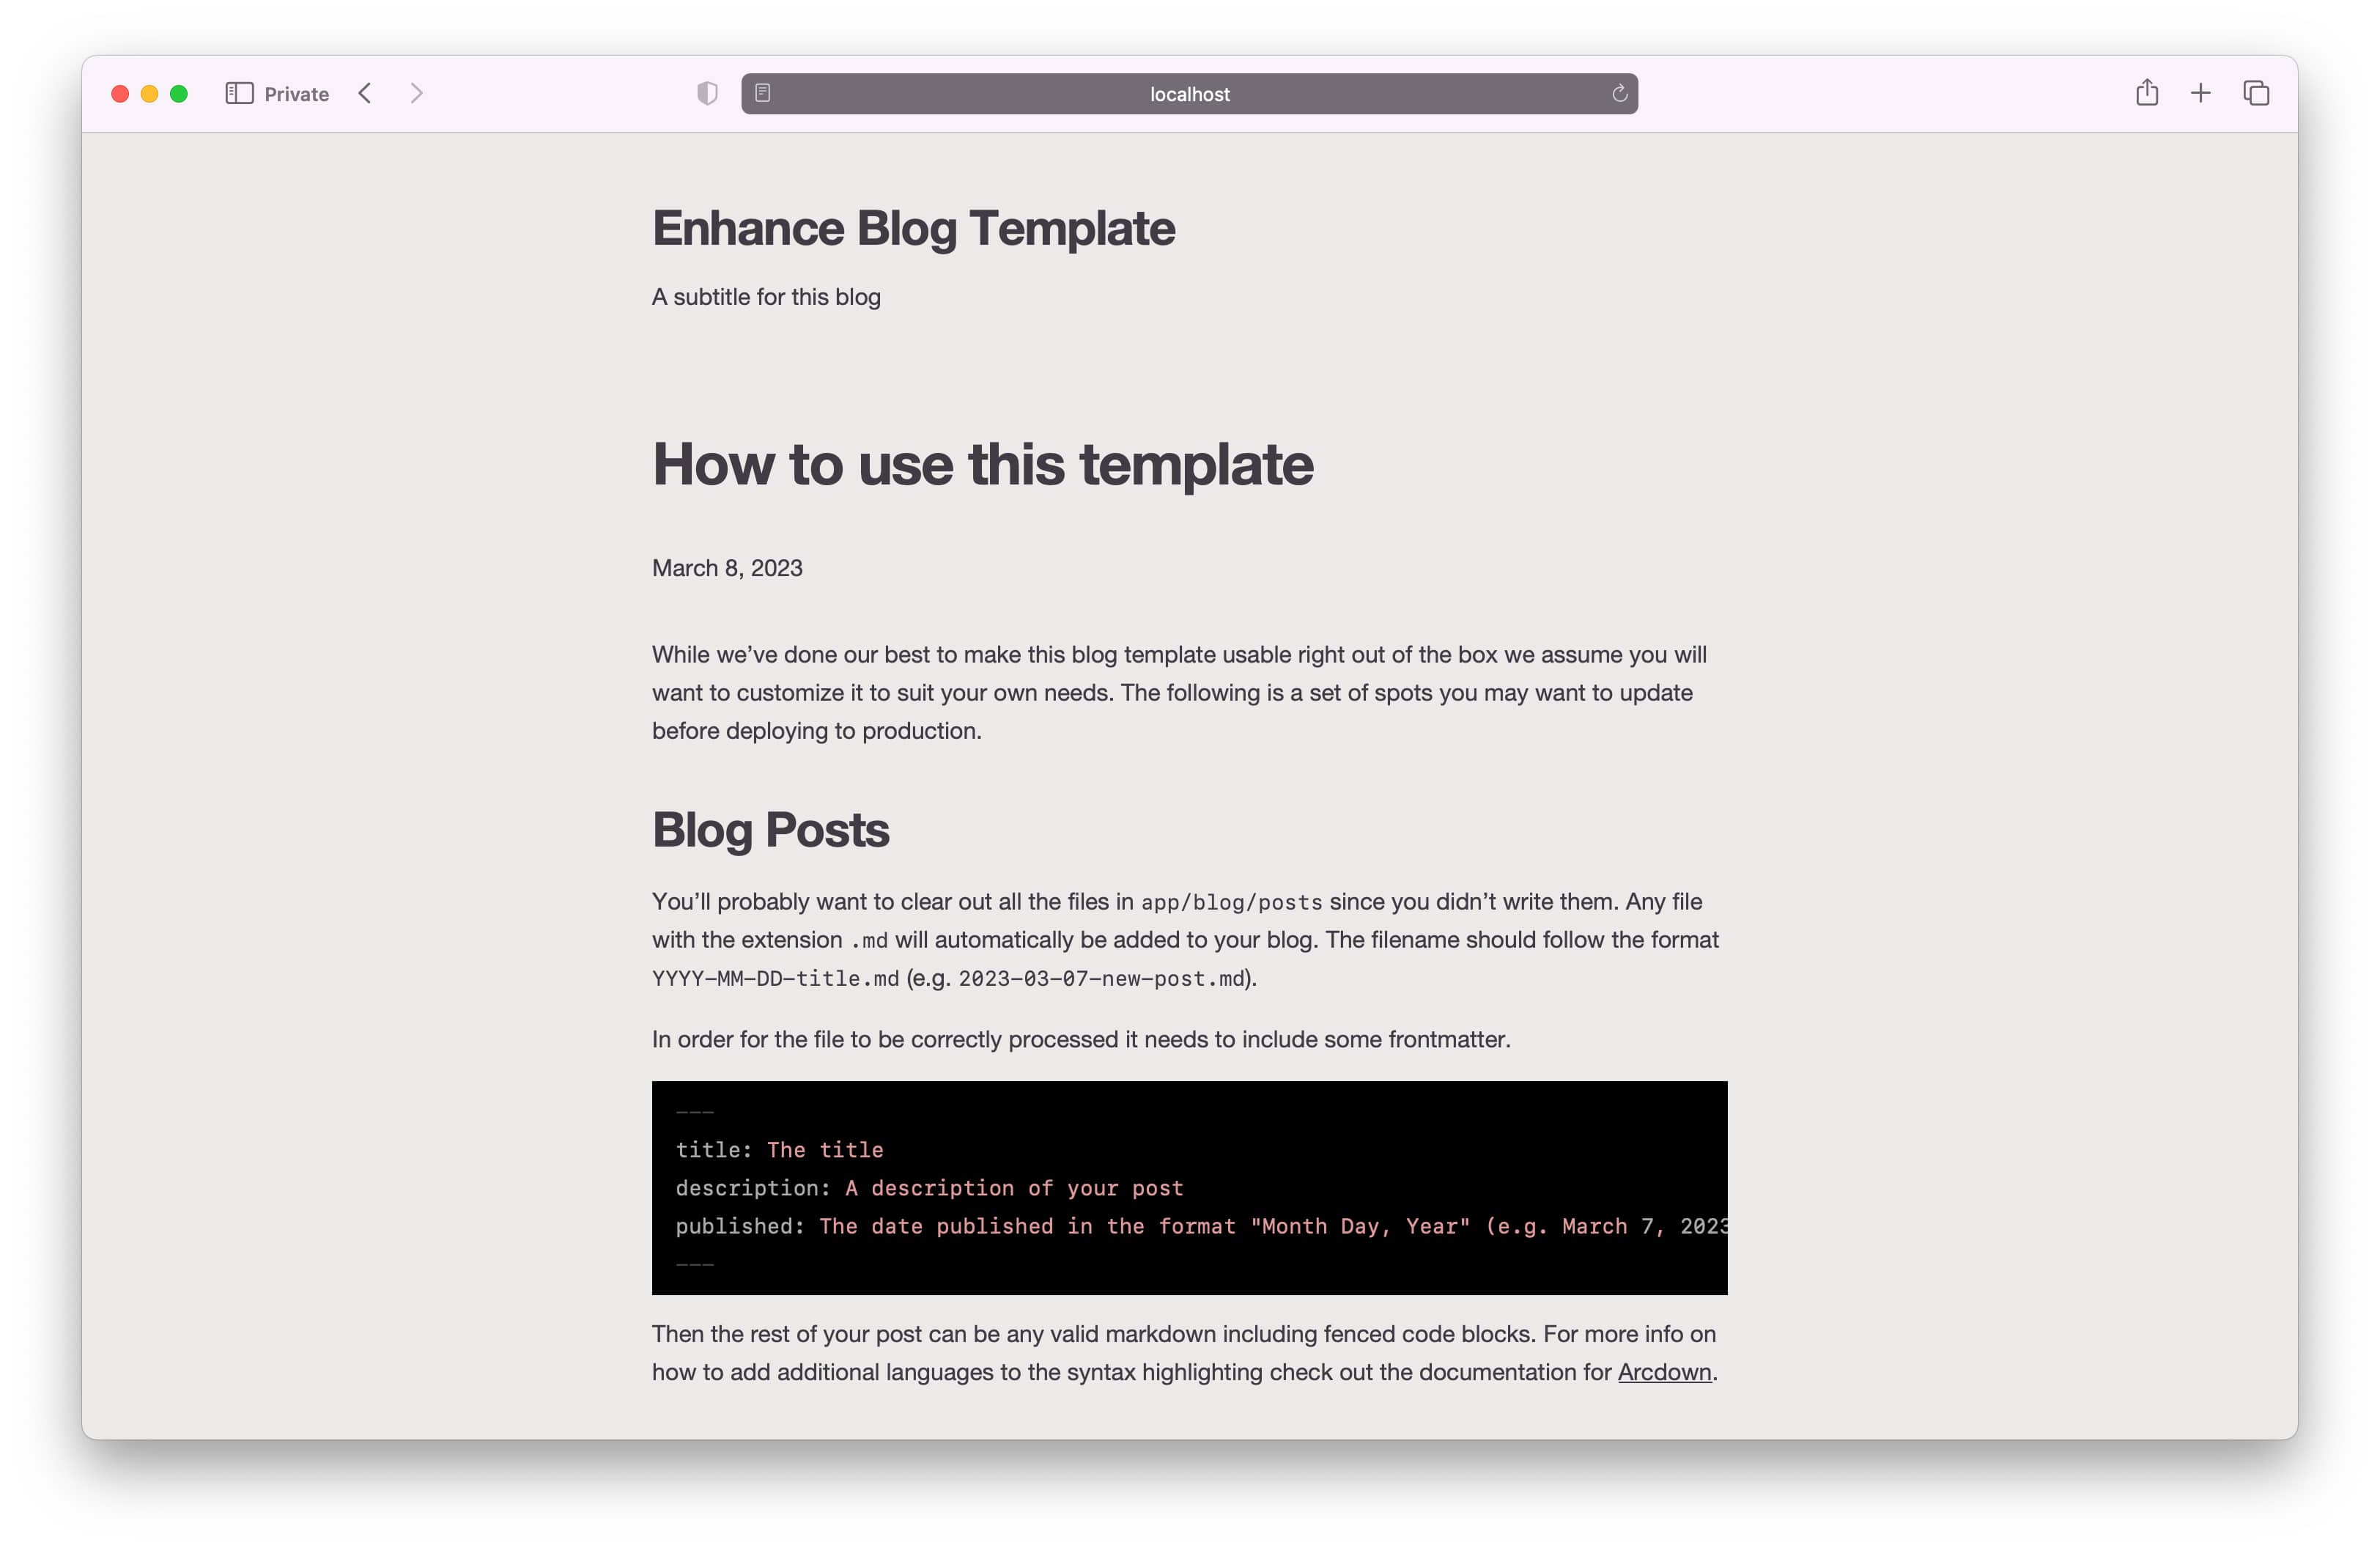 Private
localhost
Enhance Blog Template
A subtitle for this blog
How to use this template
March 8, 2023
While we’ve done our best to make this blog template usable right out of the box we assume you will
want to customize it to suit your own needs. The following is a set of spots you may want to update
before deploying to production.
Blog Posts
You’ll probably want to clear out all the files in app/blog/posts since you didn’t write them. Any file
with the extension .md will automatically be added to your blog. The filename should follow the format
YYYY-MM-DD-title.md (e.g. 2023-03-07-new-post.md).
In order for the file to be correctly processed it needs to include some frontmatter.
---
title: The title
description: A description of your post
published: The date published in the format "Month Day, Year" (e.g. March 7, 2023
---
Then the rest of your post can be any valid markdown including fenced code blocks. For more info on
how to add additional languages to the syntax highlighting check out the documentation for Arcdown.